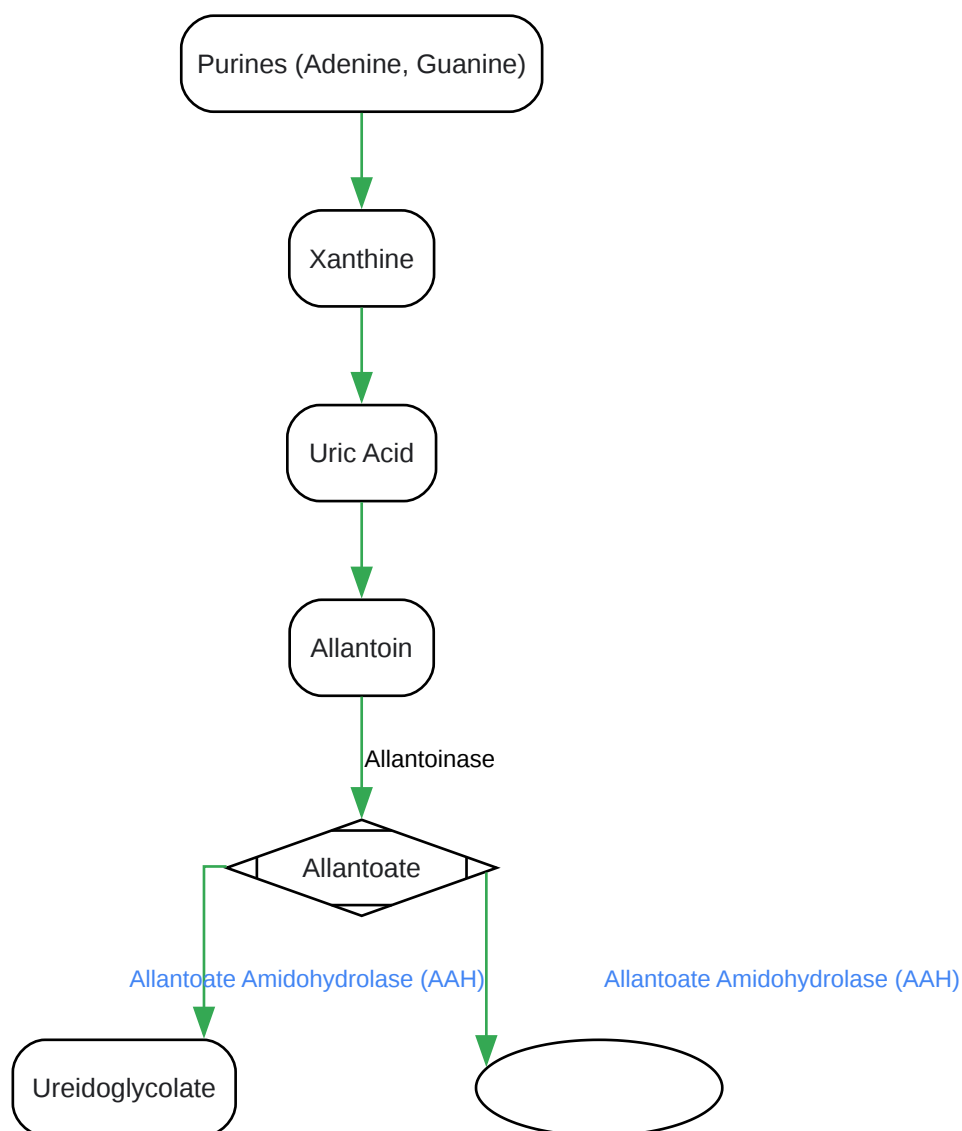 Purines (Adenine, Guanine)
Xanthine
Uric Acid
Allantoin
Allantoinase
Allantoate
Allantoate Amidohydrolase (AAH)
Allantoate Amidohydrolase (AAH)
Ureidoglycolate